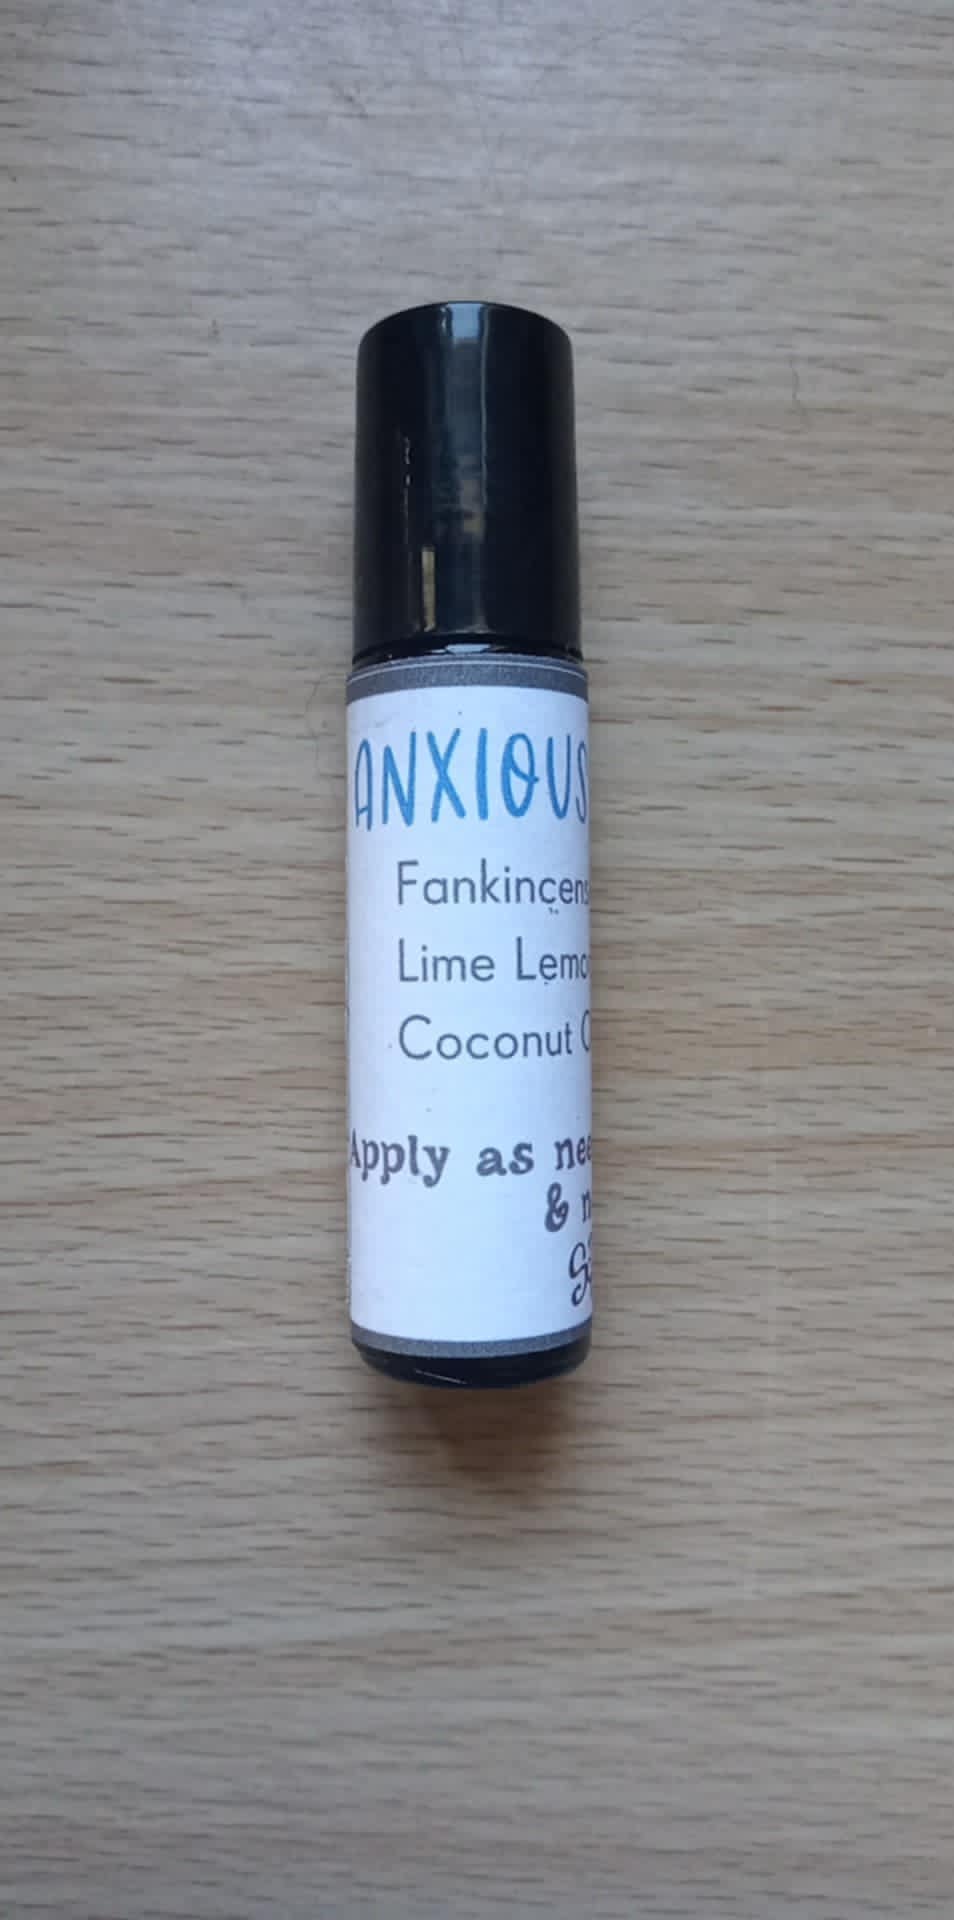 ANXIOUS
Fankincens
Lime Lemo
Coconut
Apply as nee
&